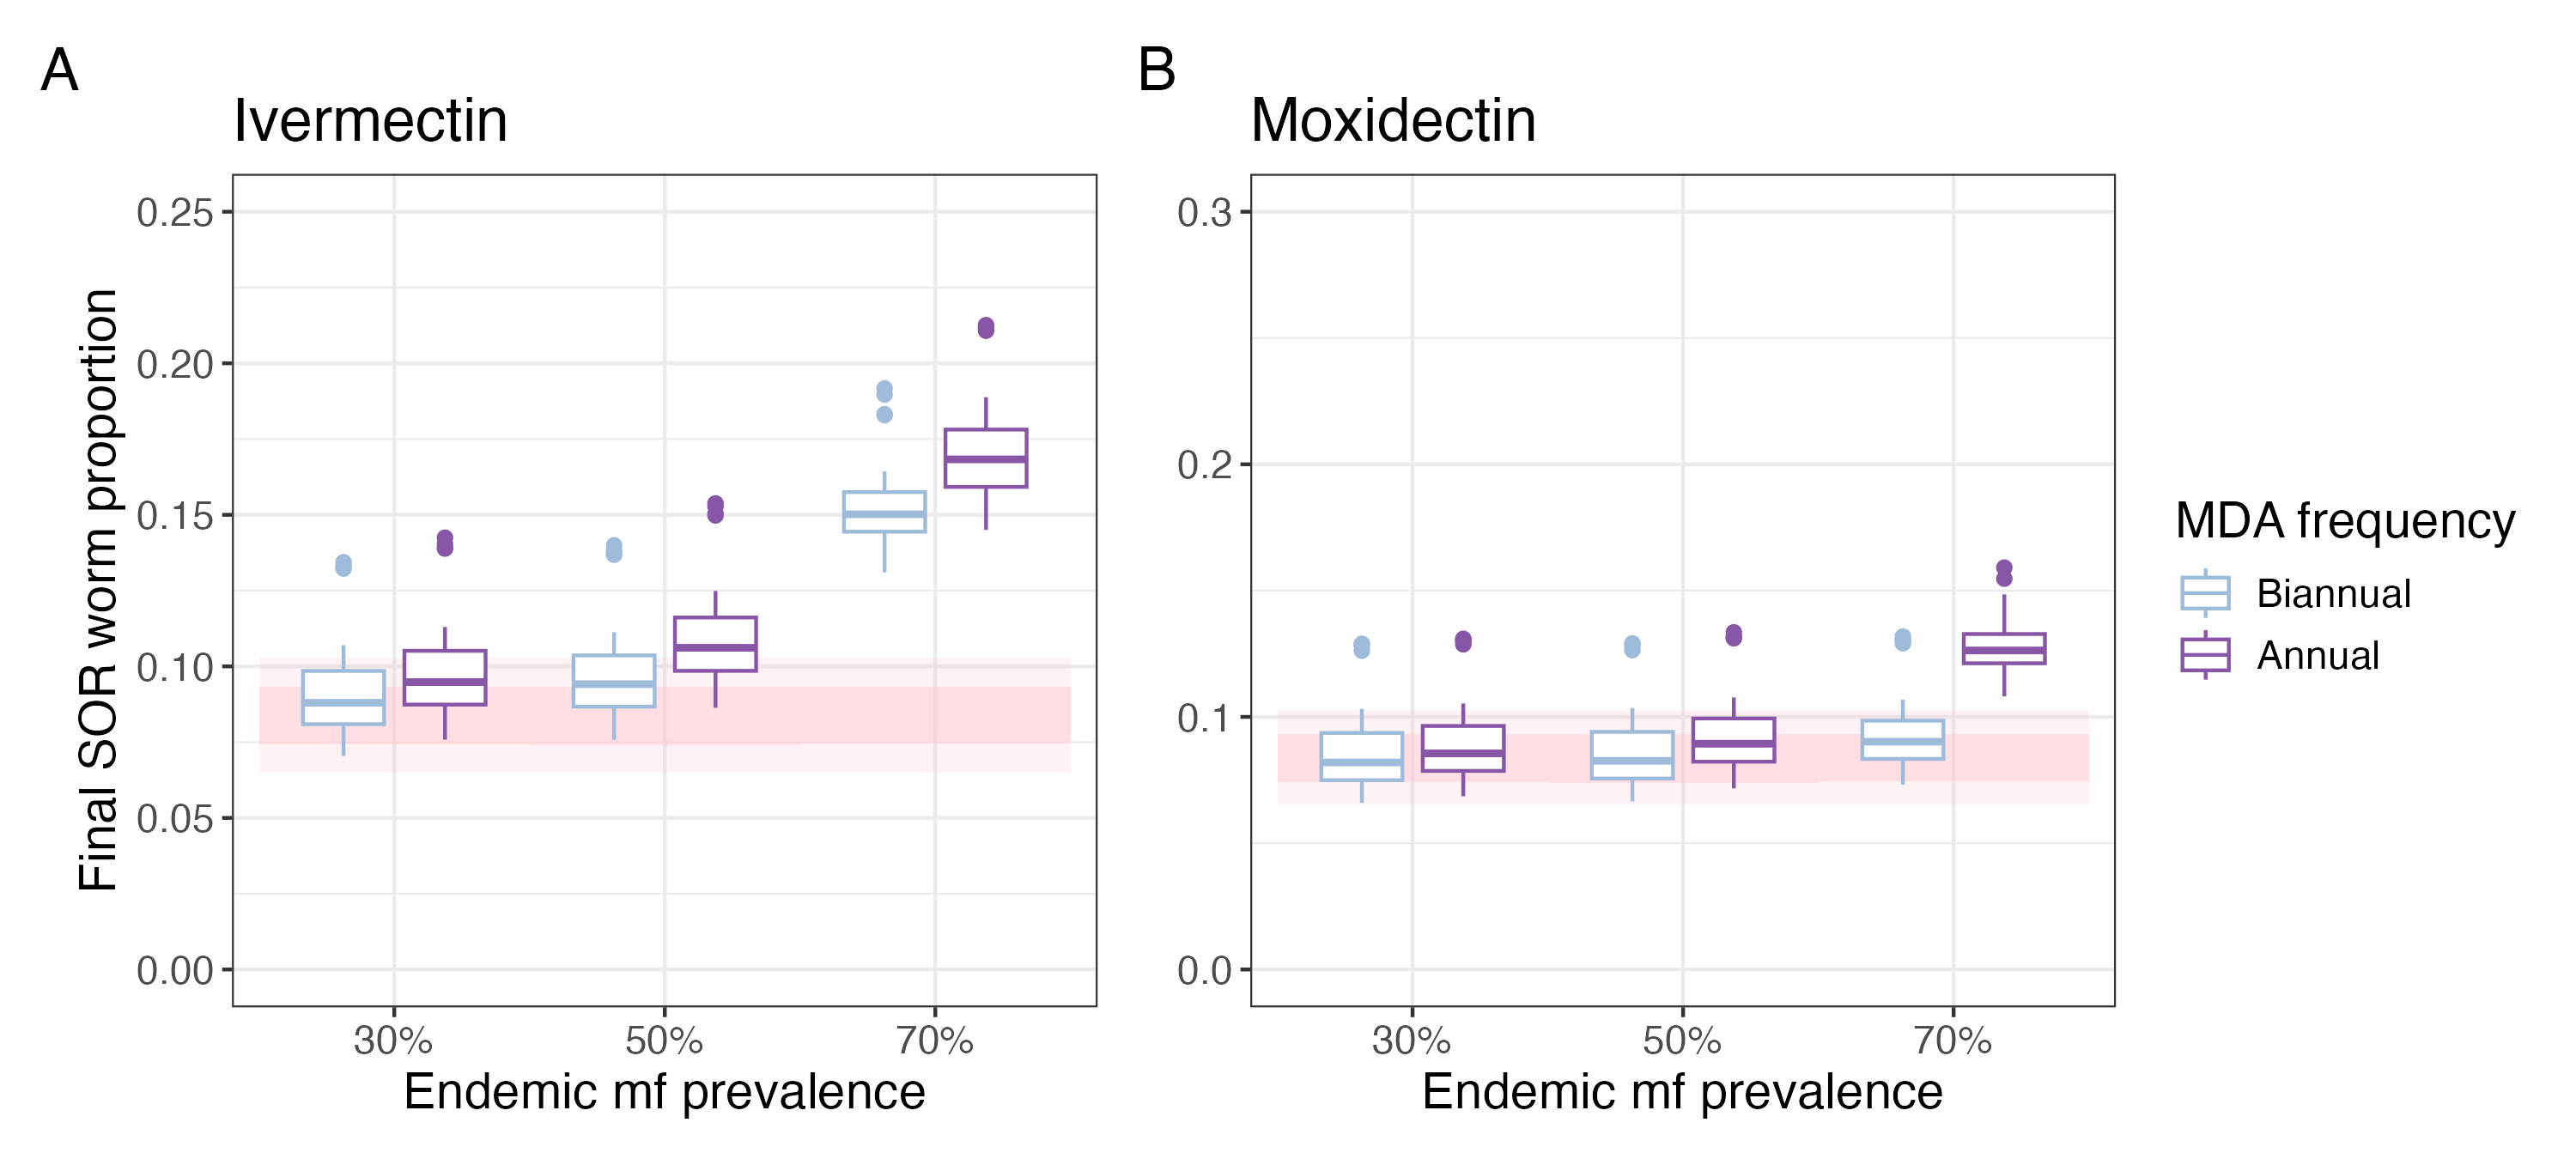 A
Ivermectin
Final SOR worm proportion
0.25
0.20
0.15
0.10
0.05
0.00
30% 50% 70%
Endemic mf prevalence
B
Moxidectin
0.3
0.2
0.1
0.0
30% 50% 70%
Endemic mf prevalence
MDA frequency
Biannual
Annual